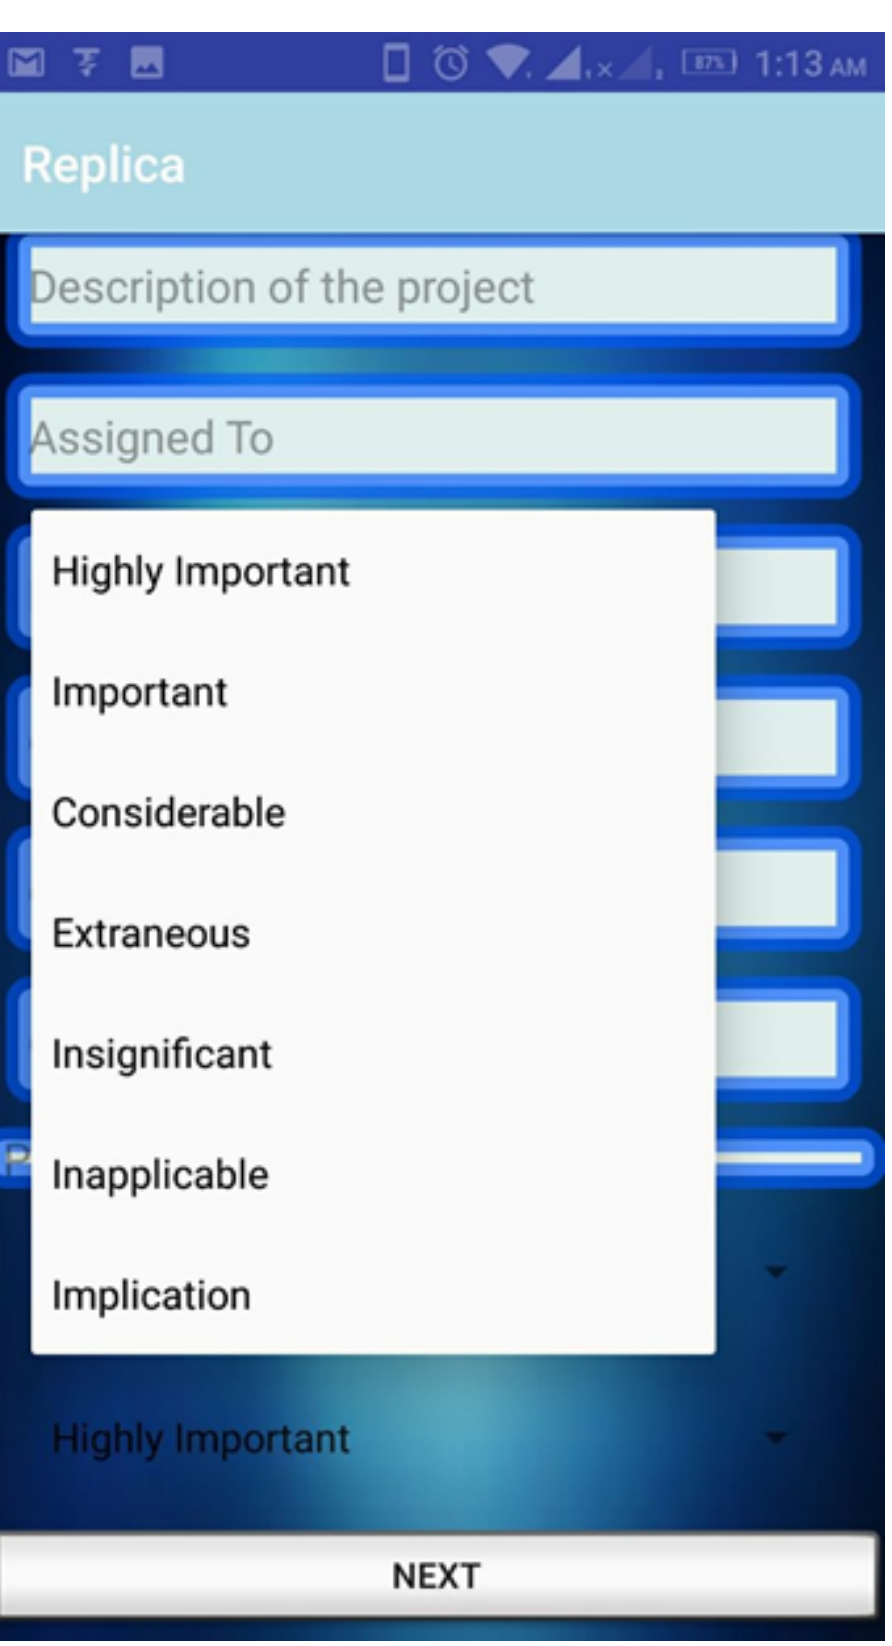 87% 1:13 AM
Replica
Description of the project
Assigned To
Highly Important
Important
Considerable
Extraneous
Insignificant
Inapplicable
Implication
Highly Important
NEXT